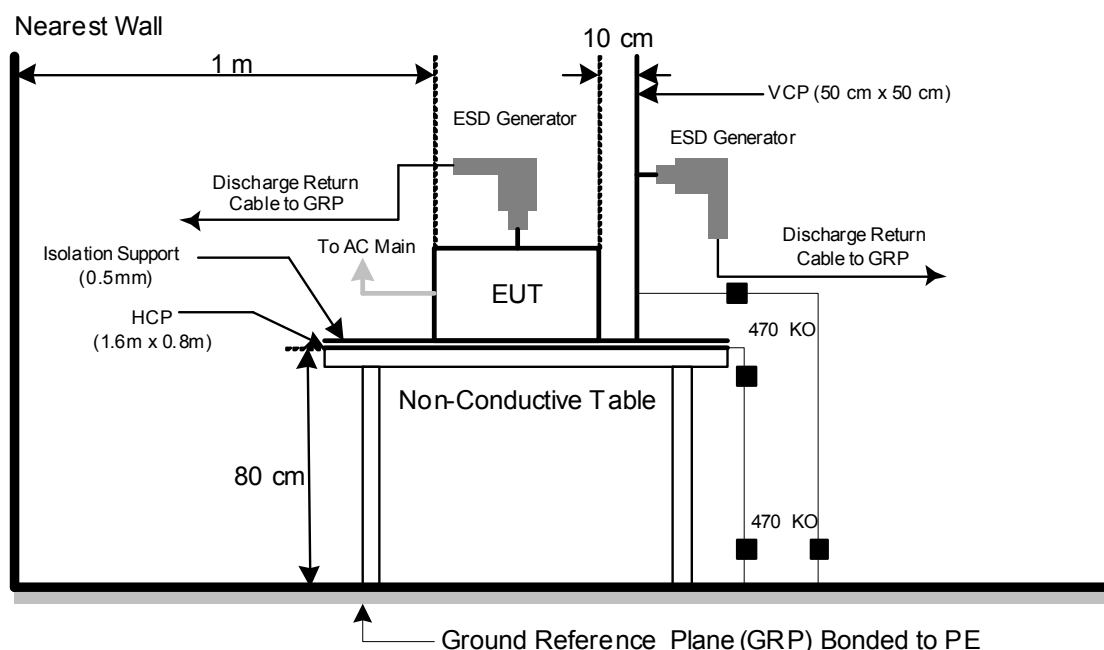 Nearest Wall
10 cm
1 m
VCP (50 cm x 50 cm)
ESD Generator
ESD Generator
Discharge Return
Cable to GRP
To AC Main
Discharge Return
Cable to GRP
Isolation Support
(0.5mm)
EUT
HCP
(1.6m x 0.8m)
470 KO
Non-Conductive Table
80 cm
470 KO
Ground Reference Plane (GRP) Bonded to PE